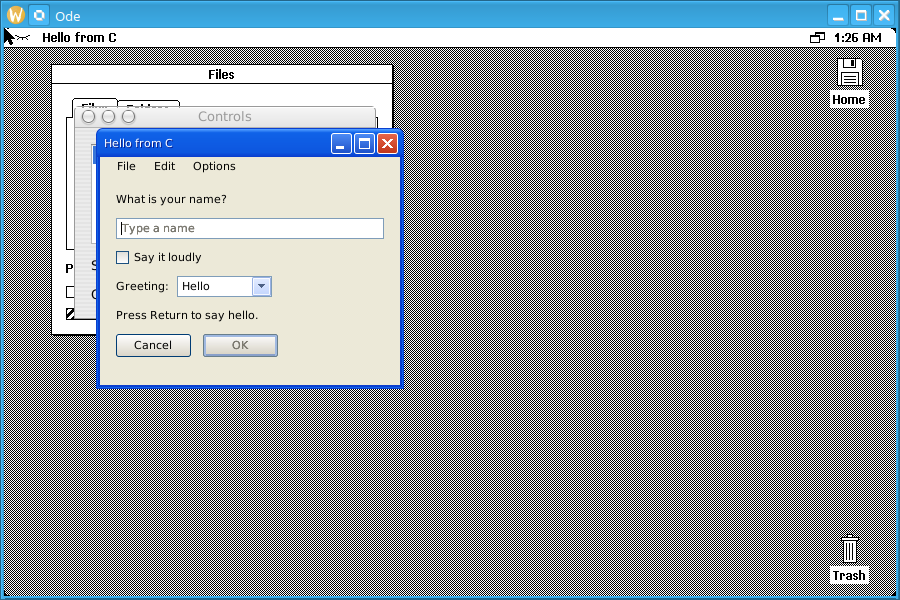 Ode
Hello from C
1:26 AM
Files
Home
Controls
Hello from C
File Edit Options
What is your name?
Type a name
Say it loudly
Greeting: Hello
Press Return to say hello.
Cancel OK
Trash